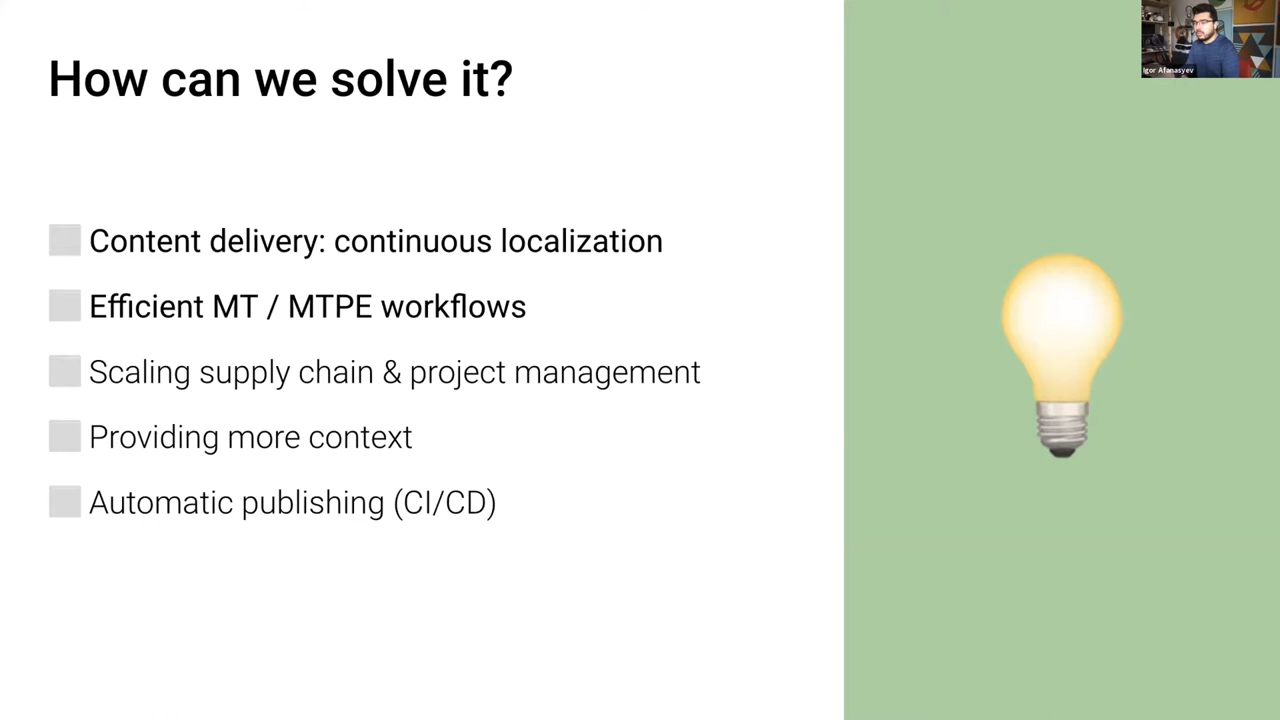 How can we solve it?
Content delivery: continuous localization
Efficient MT / MTPE workflows
Scaling supply chain & project management
Providing more context
Automatic publishing (CI/CD)
Igor Afanasyev